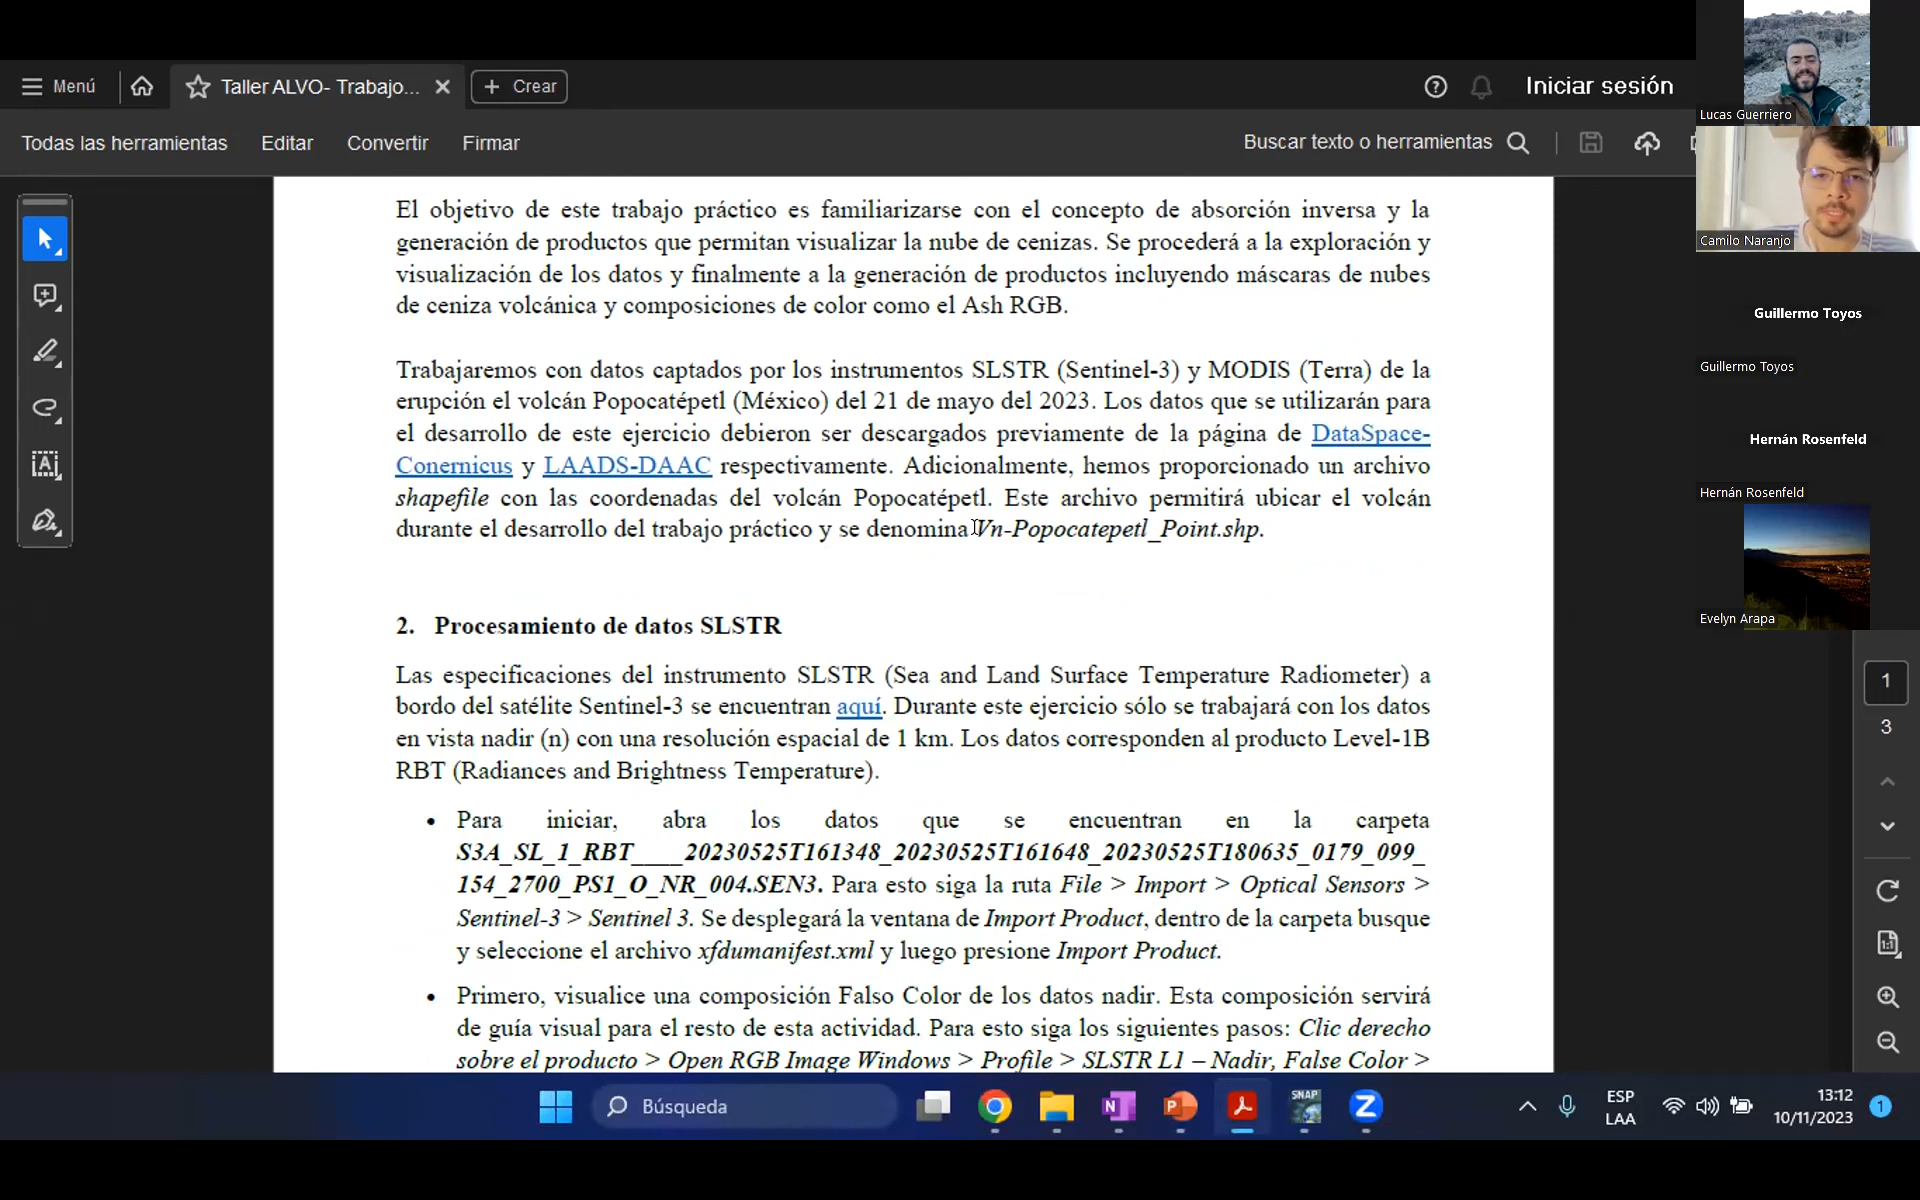 Menú
Taller ALVO- Trabajo...
Crear
Iniciar sesión
Todas las herramientas
Editar
Convertir
Firmar
Buscar texto o herramientas
El objetivo de este trabajo práctico es familiarizarse con el concepto de absorción inversa y la
generación de productos que permitan visualizar la nube de cenizas. Se procederá a la exploración y
visualización de los datos y finalmente a la generación de productos incluyendo máscaras de nubes
de ceniza volcánica y composiciones de color como el Ash RGB.
Trabajaremos con datos captados por los instrumentos SLSTR (Sentinel-3) y MODIS (Terra) de la
erupción el volcán Popocatépetl (México) del 21 de mayo del 2023. Los datos que se utilizarán para
el desarrollo de este ejercicio debieron ser descargados previamente de la página de DataSpace-
Conernicus y LAADS-DAAC respectivamente. Adicionalmente, hemos proporcionado un archivo
shapefile con las coordenadas del volcán Popocatépetl. Este archivo permitirá ubicar el volcán
durante el desarrollo del trabajo práctico y se denomina Vn-Popocatepetl_Point.shp.
2. Procesamiento de datos SLSTR
Las especificaciones del instrumento SLSTR (Sea and Land Surface Temperature Radiometer) a
bordo del satélite Sentinel-3 se encuentran aquí. Durante este ejercicio sólo se trabajará con los datos
en vista nadir (n) con una resolución espacial de 1 km. Los datos corresponden al producto Level-1B
RBT (Radiances and Brightness Temperature).
• Para iniciar, abra los datos que se encuentran en la carpeta
S3A_SL_1_RBT____20230525T161348_20230525T161648_20230525T180635_0179_099_
154_2700_PS1_O_NR_004.SEN3. Para esto siga la ruta File > Import > Optical Sensors >
Sentinel-3 > Sentinel 3. Se desplegará la ventana de Import Product, dentro de la carpeta busque
y seleccione el archivo xfdumanifest.xml y luego presione Import Product.
• Primero, visualice una composición Falso Color de los datos nadir. Esta composición servirá
de guía visual para el resto de esta actividad. Para esto siga los siguientes pasos: Clic derecho
sobre el producto > Open RGB Image Windows > Profile > SLSTR L1 – Nadir, False Color >
Lucas Guerriero
Camilo Naranjo
Guillermo Toyos
Guillermo Toyos
Hernán Rosenfeld
Hernán Rosenfeld
Evelyn Arapa
1
3
1:1
Búsqueda
SNAP
ESP
LAA
13:12
10/11/2023
1